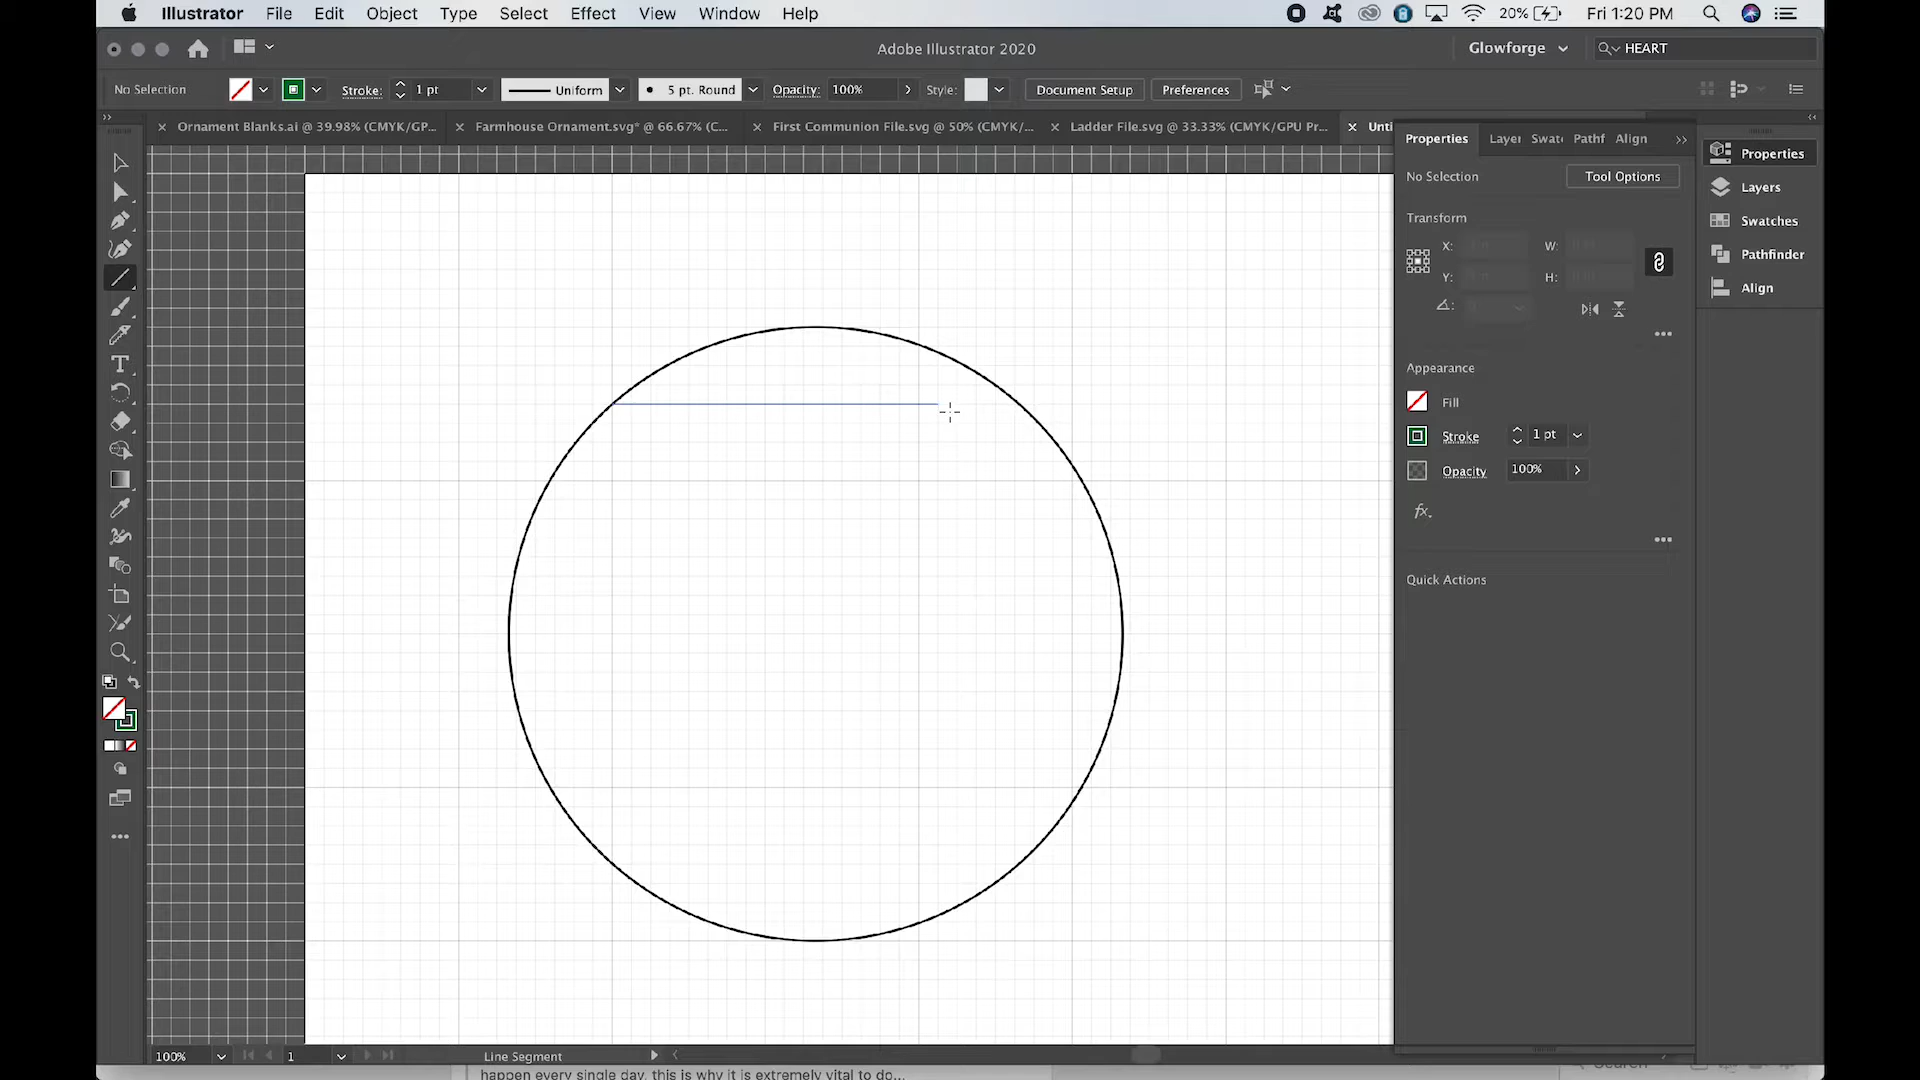 Illustrator File Edit Object Type Select Effect View Window Help 20% Fri 1:20 PM
Adobe Illustrator 2020 Glowforge HEART
No Selection Stroke: 1 pt Uniform 5 pt. Round Opacity: 100% Style: Document Setup Preferences
Ornament Blanks.ai @ 39.98% (CMYK/GP... Farmhouse Ornament.svg* @ 66.67% (C... First Communion File.svg @ 50% (CMYK/... Ladder File.svg @ 33.33% (CMYK/GPU Pr... Unti
Properties Layer Swatc Pathf Align
Properties
No Selection Tool Options
Layers
Transform
Swatches
X: W:
Pathfinder
Y: H:
Align
Appearance
Fill
Stroke 1 pt
Opacity 100%
fx.
Quick Actions
100% 1 Line Segment
happen every single day, this is why it is extremely vital to do...